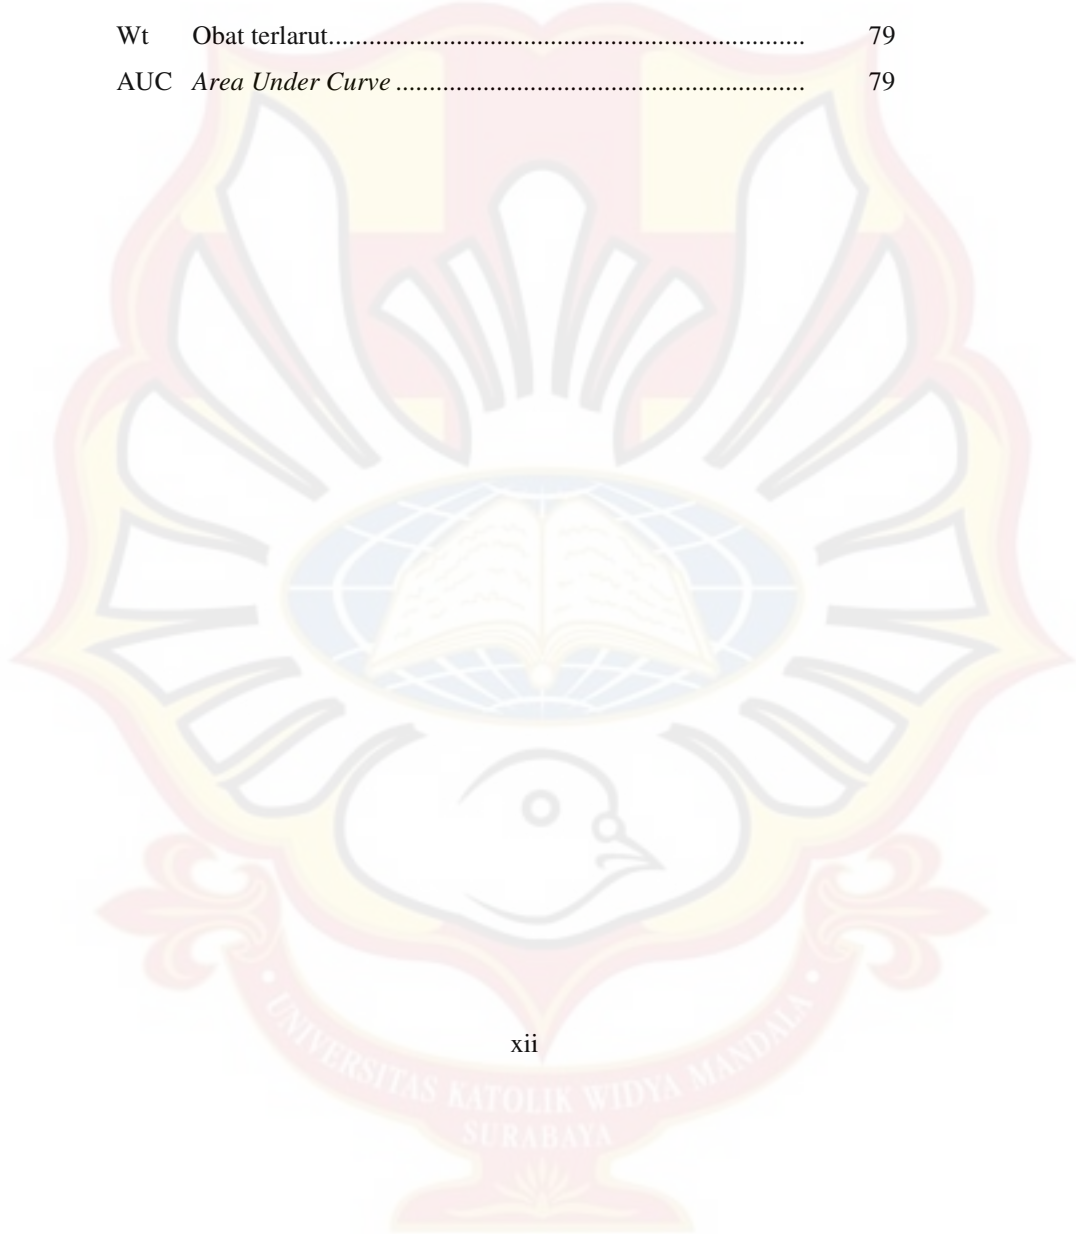 Wt Obat terlarut....................................................................... 79
AUC Area Under Curve ............................................................. 79
xii
UNIVERSITAS KATOLIK WIDYA MANDALA
SURABAYA